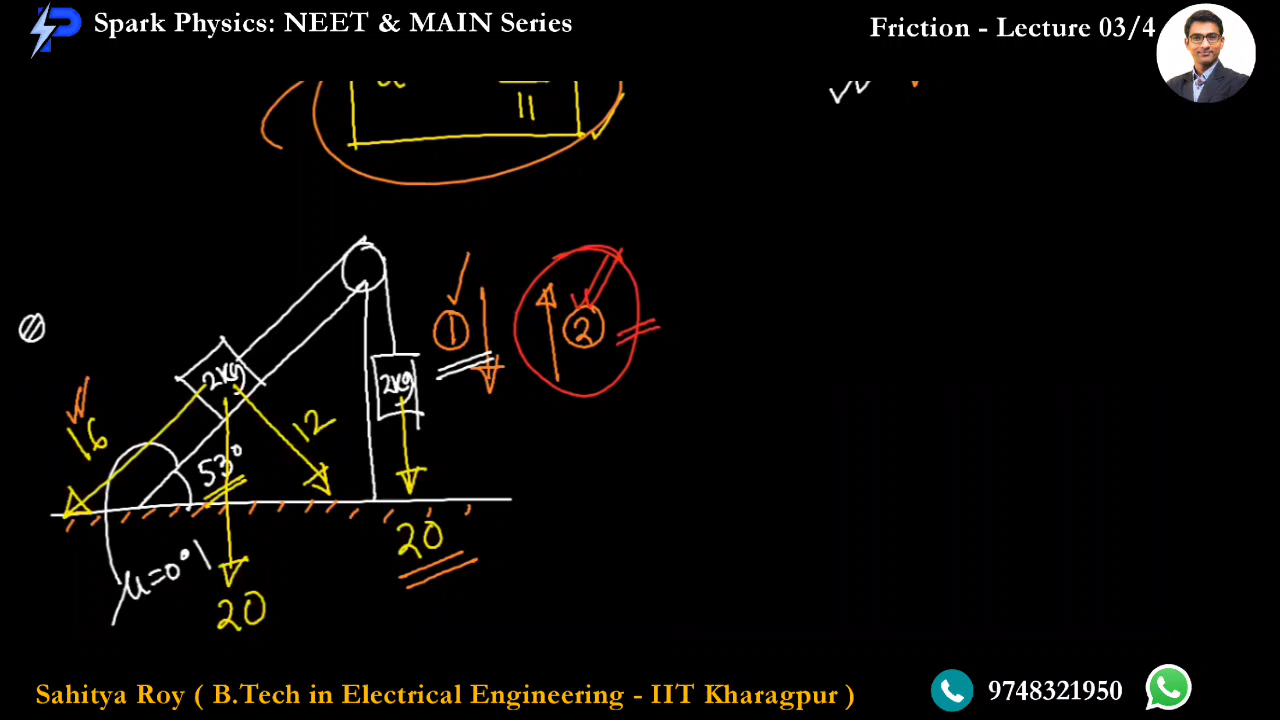 Spark Physics: NEET & MAIN Series
Friction - Lecture 03/4
11
1
2
2kg
2kg
16
12
53°
20
μ=0.1
20
Sahitya Roy ( B.Tech in Electrical Engineering - IIT Kharagpur )
9748321950